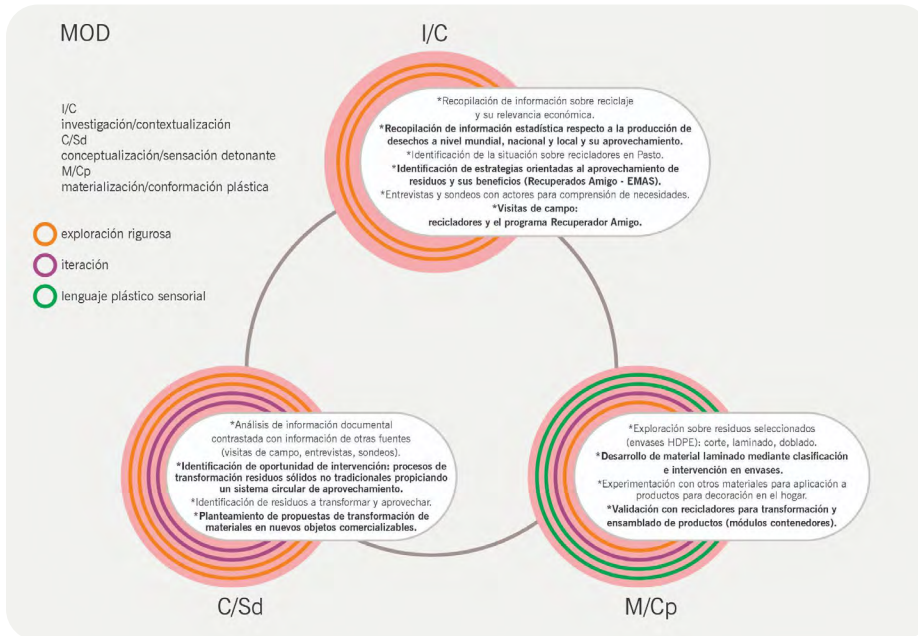 MOD
I/C
I/C
investigación/contextualización
C/Sd
conceptualización/sensación detonante
M/Cp
materialización/conformación plástica
exploración rigurosa
iteración
lenguaje plástico sensorial
*Recopilación de información sobre reciclaje
y su relevancia económica.
*Recopilación de información estadística respecto a la producción de
desechos a nivel mundial, nacional y local y su aprovechamiento.
*Identificación de la situación sobre recicladores en Pasto.
*Identificación de estrategias orientadas al aprovechamiento de
residuos y sus beneficios (Recuperados Amigo - EMAS).
*Entrevistas y sondeos con actores para comprensión de necesidades.
*Visitas de campo:
recicladores y el programa Recuperador Amigo.
*Análisis de información documental
contrastada con información de otras fuentes
(visitas de campo, entrevistas, sondeos).
*Identificación de oportunidad de intervención: procesos de
transformación residuos sólidos no tradicionales propiciando
un sistema circular de aprovechamiento.
*Identificación de residuos a transformar y aprovechar.
*Planteamiento de propuestas de transformación de
materiales en nuevos objetos comercializables.
C/Sd
*Exploración sobre residuos seleccionados
(envases HDPE): corte, laminado, doblado.
*Desarrollo de material laminado mediante clasificación
e intervención en envases.
*Experimentación con otros materiales para aplicación a
productos para decoración en el hogar.
*Validación con recicladores para transformación y
ensamblado de productos (módulos contenedores).
M/Cp